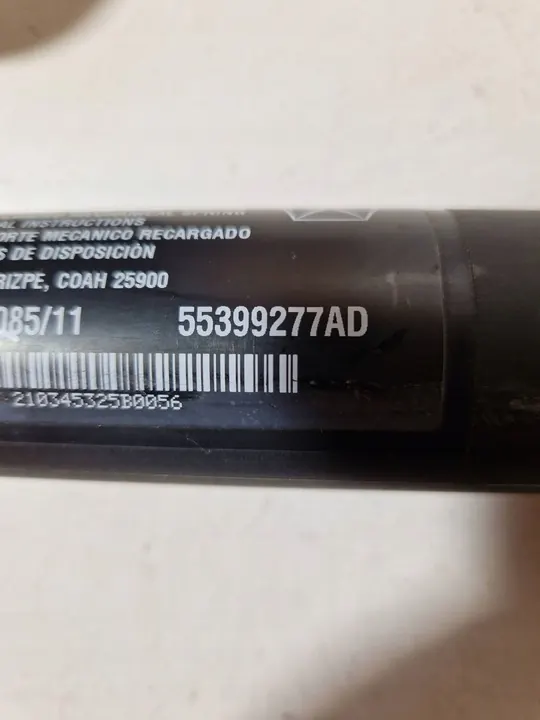 AL INSTRUCTIONS
ORTE MECANICO RECARGADO
S DE DISPOSICIÓN
RIZPE, COAH 25900
085/11 55399277AD
210345325B0056